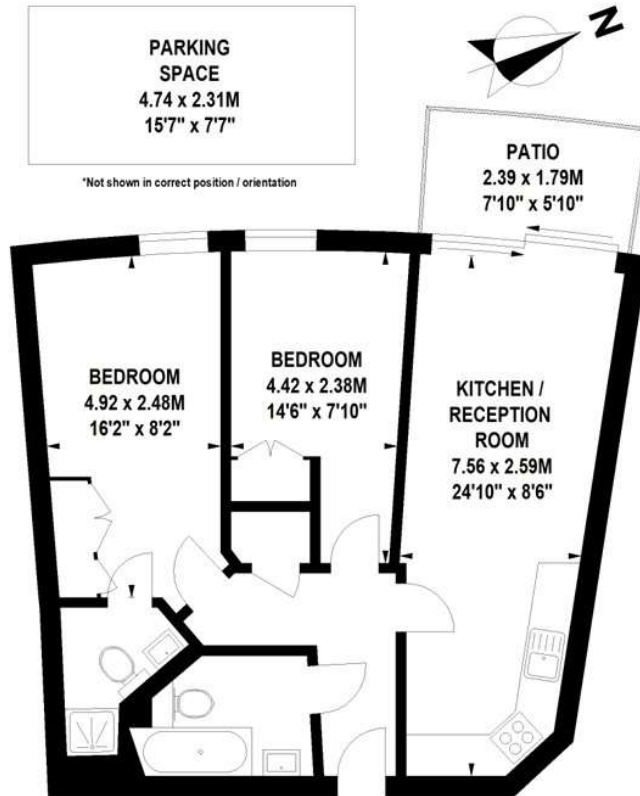 PARKING
SPACE
4.74 x 2.31M
15'7" x 7'7"
*Not shown in correct position / orientation
N
PATIO
2.39 x 1.79M
7'10" x 5'10"
BEDROOM
4.92 x 2.48M
16'2" x 8'2"
BEDROOM
4.42 x 2.38M
14'6" x 7'10"
KITCHEN /
RECEPTION
ROOM
7.56 x 2.59M
24'10" x 8'6"